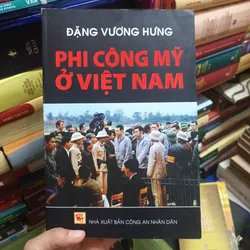 ĐẶNG VƯƠNG HƯNG
PHI CÔNG MỸ
Ở VIỆT NAM
NHÀ XUẤT BẢN CÔNG AN NHÂN DÂN